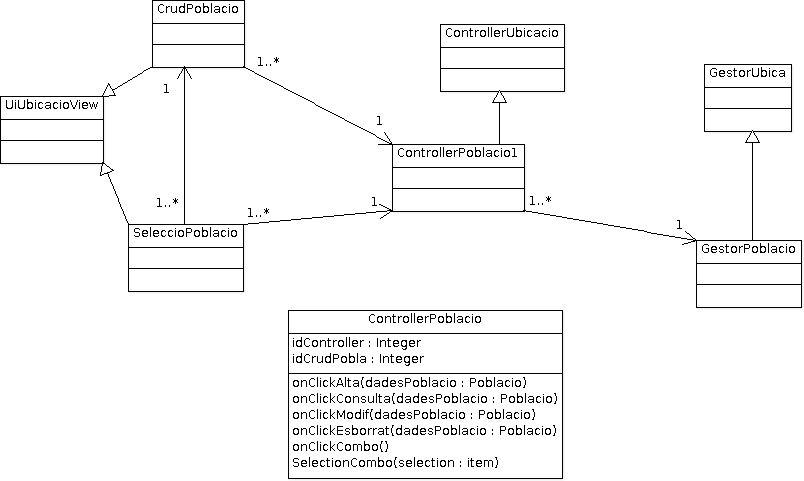 CrudPoblacio
ControllerUbicacio
1..*
GestorUbica
1
UiUbicacioView
1
ControllerPoblacio1
1..*
1..*
1
1..*
1
SeleccioPoblacio
GestorPoblacio
ControllerPoblacio
idController : Integer
idCrudPobla : Integer
onClickAlta(dadesPoblacio : Poblacio)
onClickConsulta(dadesPoblacio : Poblacio)
onClickModif(dadesPoblacio : Poblacio)
onClickEsborrat(dadesPoblacio : Poblacio)
onClickCombo()
SelectionCombo(selection : item)